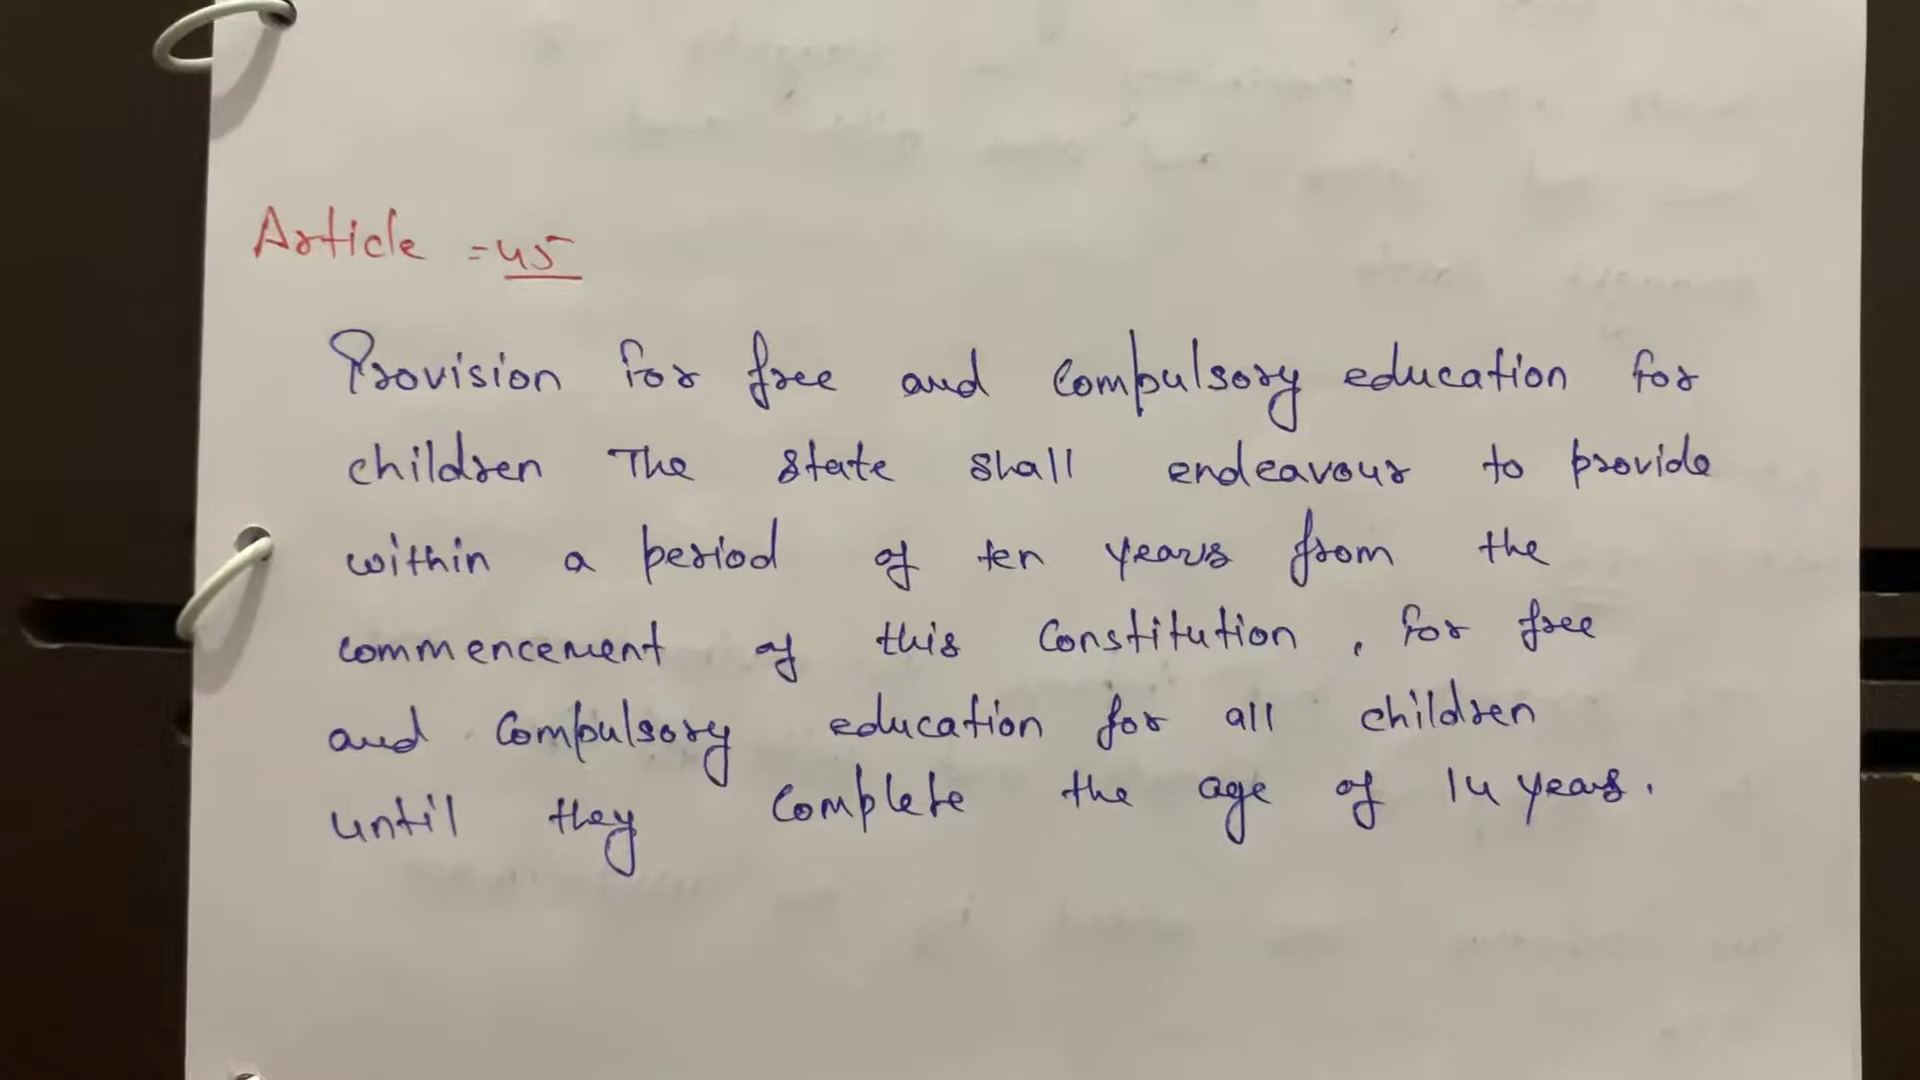 Article = 45
Provision for free and compulsory education for
children The state shall endeavour to provide
within a period of ten years from the
commencement of this Constitution, for free
and compulsory education for all children
until they complete the age of 14 years.